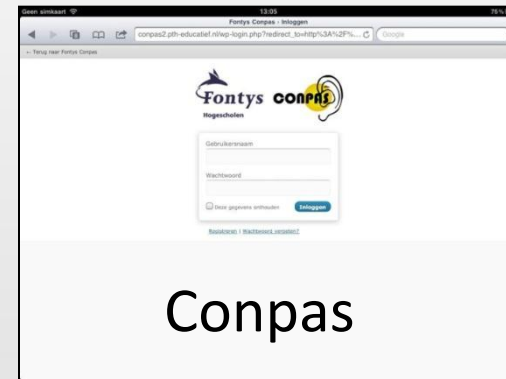 Geen simkaart 13:05 76%
Fontys Conpas - Inloggen
conpas2.pth-educatief.nl/wp-login.php?redirect_to=http%3A%2F%... Google
← Terug naar Fontys Conpas
Fontys CONPAS
Hogescholen
Gebruikersnaam
Wachtwoord
Deze gegevens onthouden Inloggen
Registreren | Wachtwoord vergeten?
Conpas